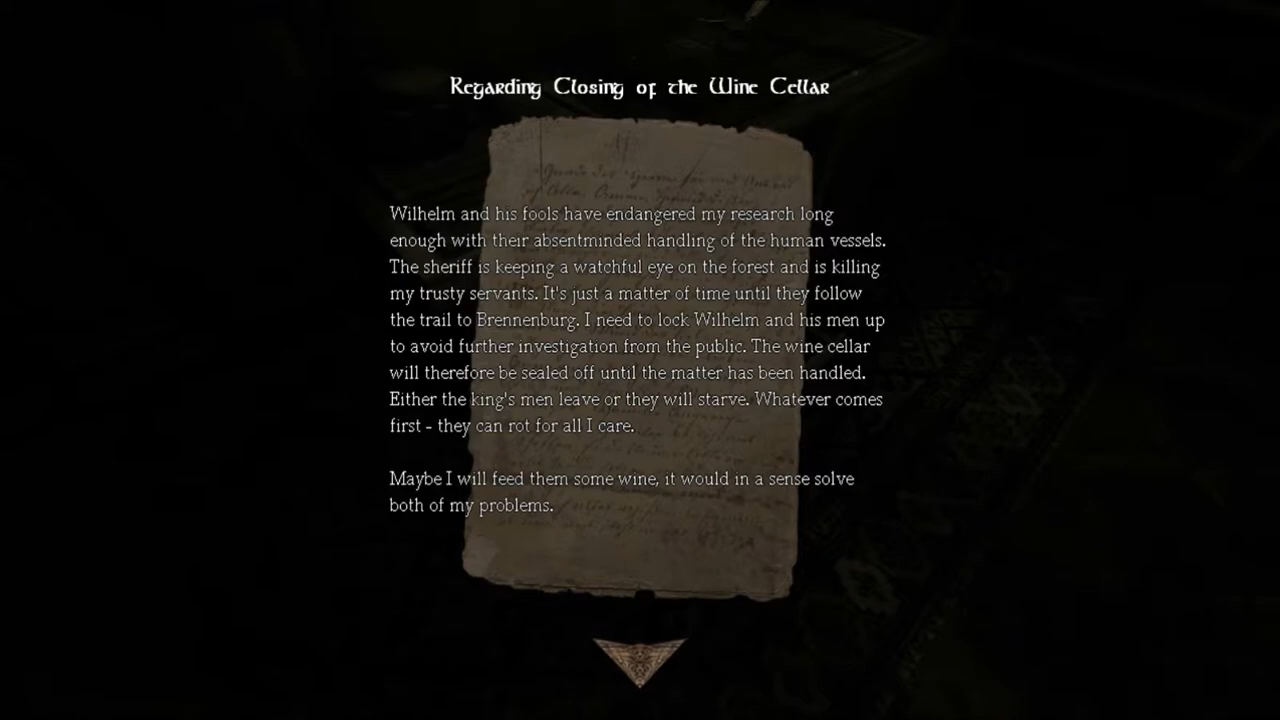 Regarding Closing of the Wine Cellar
Wilhelm and his fools have endangered my research long
enough with their absentminded handling of the human vessels.
The sheriff is keeping a watchful eye on the forest and is killing
my trusty servants. It's just a matter of time until they follow
the trail to Brennenburg. I need to lock Wilhelm and his men up
to avoid further investigation from the public. The wine cellar
will therefore be sealed off until the matter has been handled.
Either the king's men leave or they will starve. Whatever comes
first - they can rot for all I care.
Maybe I will feed them some wine, it would in a sense solve
both of my problems.